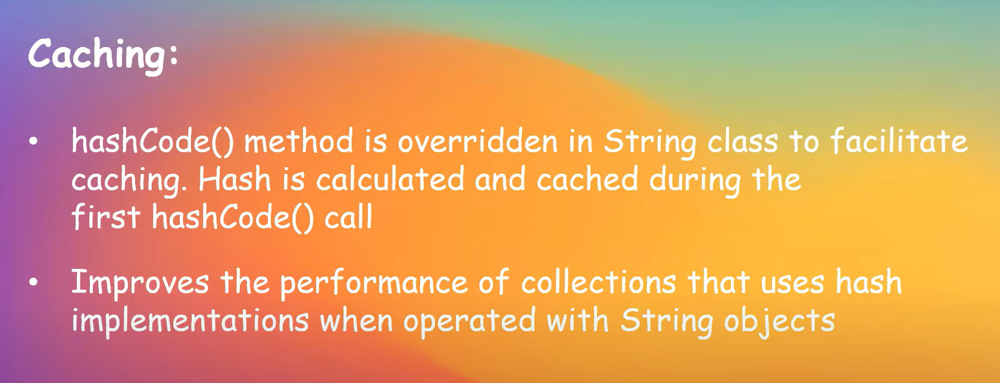 Caching:
• hashCode() method is overridden in String class to facilitate
caching. Hash is calculated and cached during the
first hashCode() call
• Improves the performance of collections that uses hash
implementations when operated with String objects